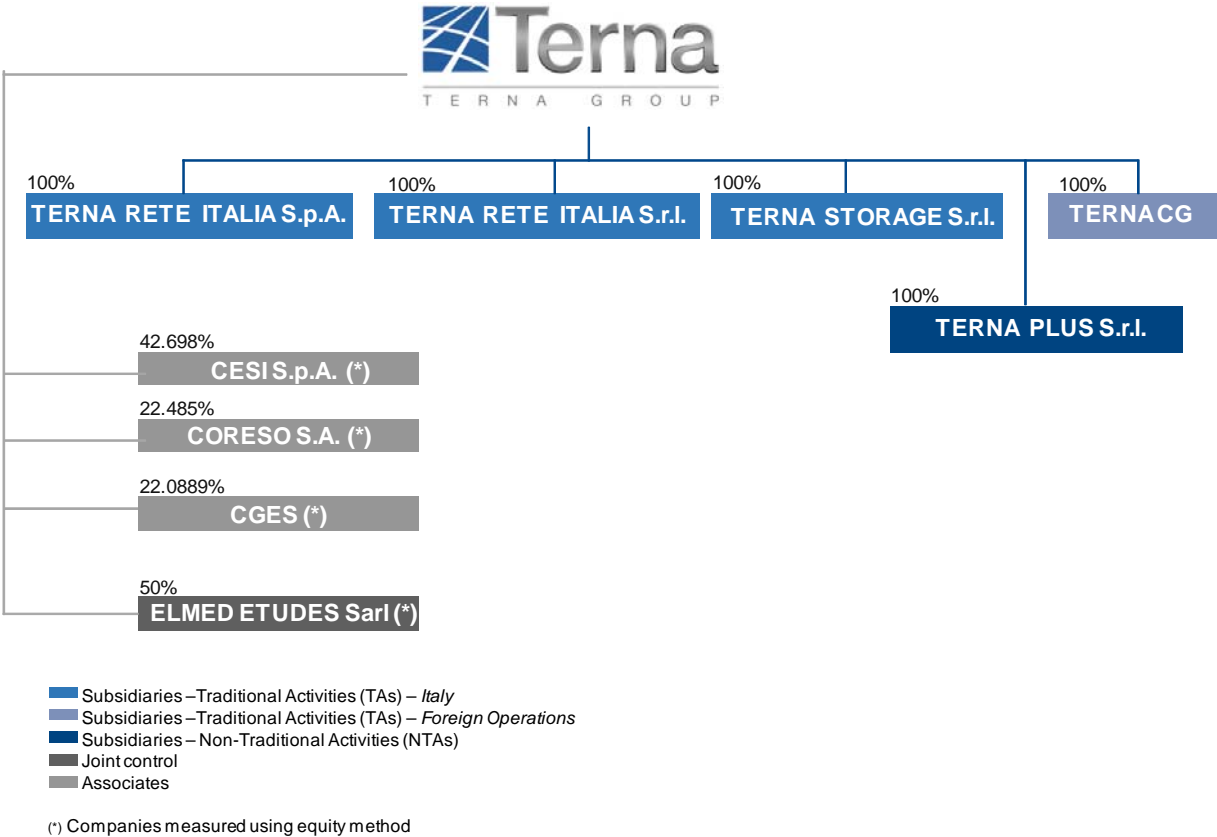 Terna
TERNA GROUP
100%
TERNA RETE ITALIA S.p.A.
100%
TERNA RETE ITALIA S.r.l.
100%
TERNA STORAGE S.r.l.
100%
TERNA CG
100%
TERNA PLUS S.r.l.
42.698%
CESI S.p.A. (*)
22.485%
CORESO S.A. (*)
22.0889%
CGES (*)
50%
ELMED ETUDES Sarl (*)
Subsidiaries – Traditional Activities (TAs) – Italy
Subsidiaries – Traditional Activities (TAs) – Foreign Operations
Subsidiaries – Non-Traditional Activities (NTAs)
Joint control
Associates
(*) Companies measured using equity method